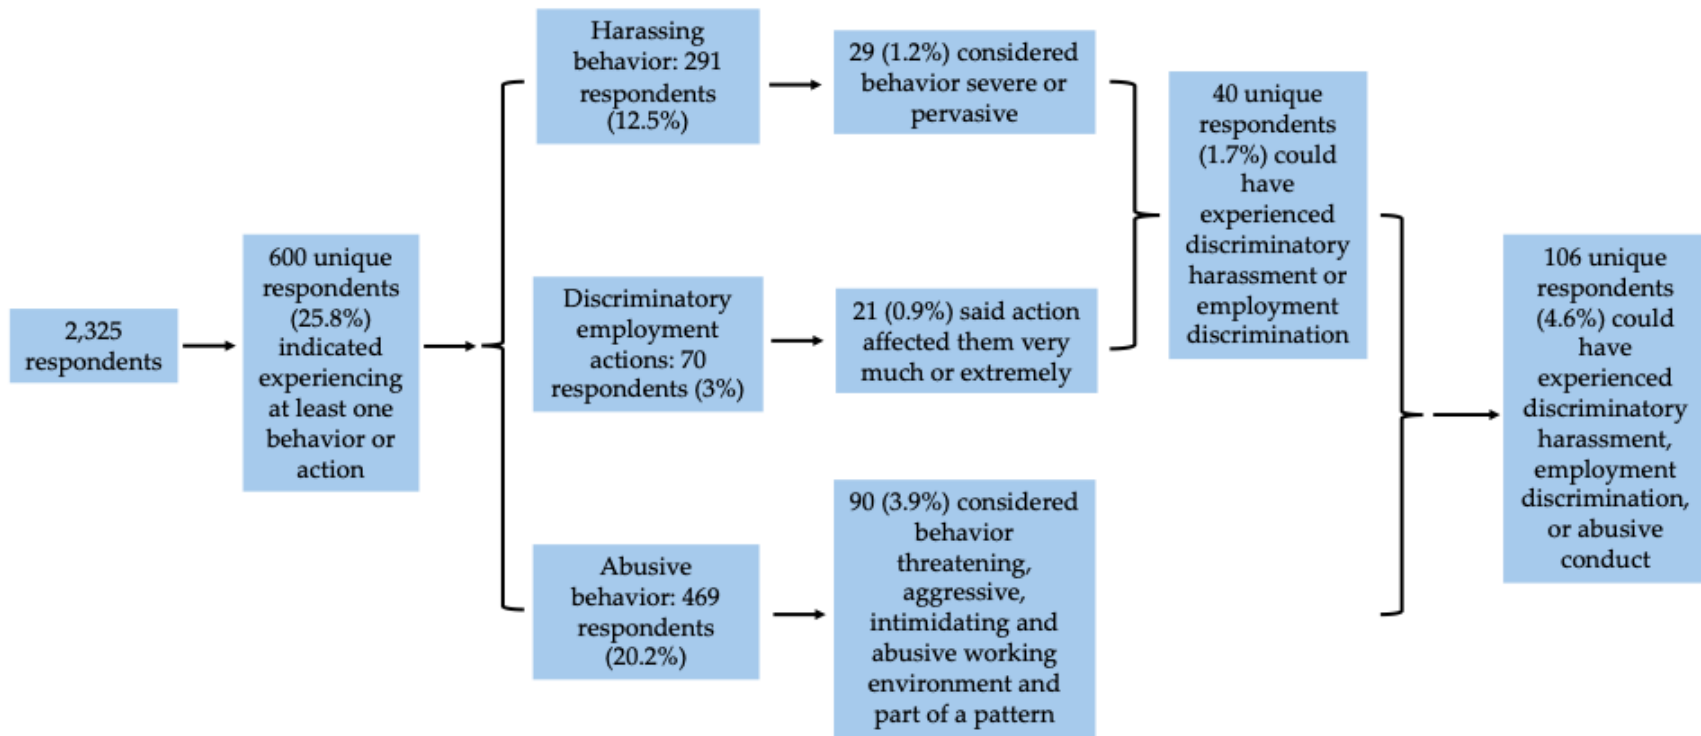 2,325
respondents
600 unique
respondents
(25.8%)
indicated
experiencing
at least one
behavior or
action
Harassing
behavior: 291
respondents
(12.5%)
29 (1.2%) considered
behavior severe or
pervasive
Discriminatory
employment
actions: 70
respondents (3%)
21 (0.9%) said action
affected them very
much or extremely
Abusive
behavior: 469
respondents
(20.2%)
90 (3.9%) considered
behavior
threatening,
aggressive,
intimidating and
abusive working
environment and
part of a pattern
40 unique
respondents
(1.7%) could
have
experienced
discriminatory
harassment or
employment
discrimination
106 unique
respondents
(4.6%) could
have
experienced
discriminatory
harassment,
employment
discrimination,
or abusive
conduct